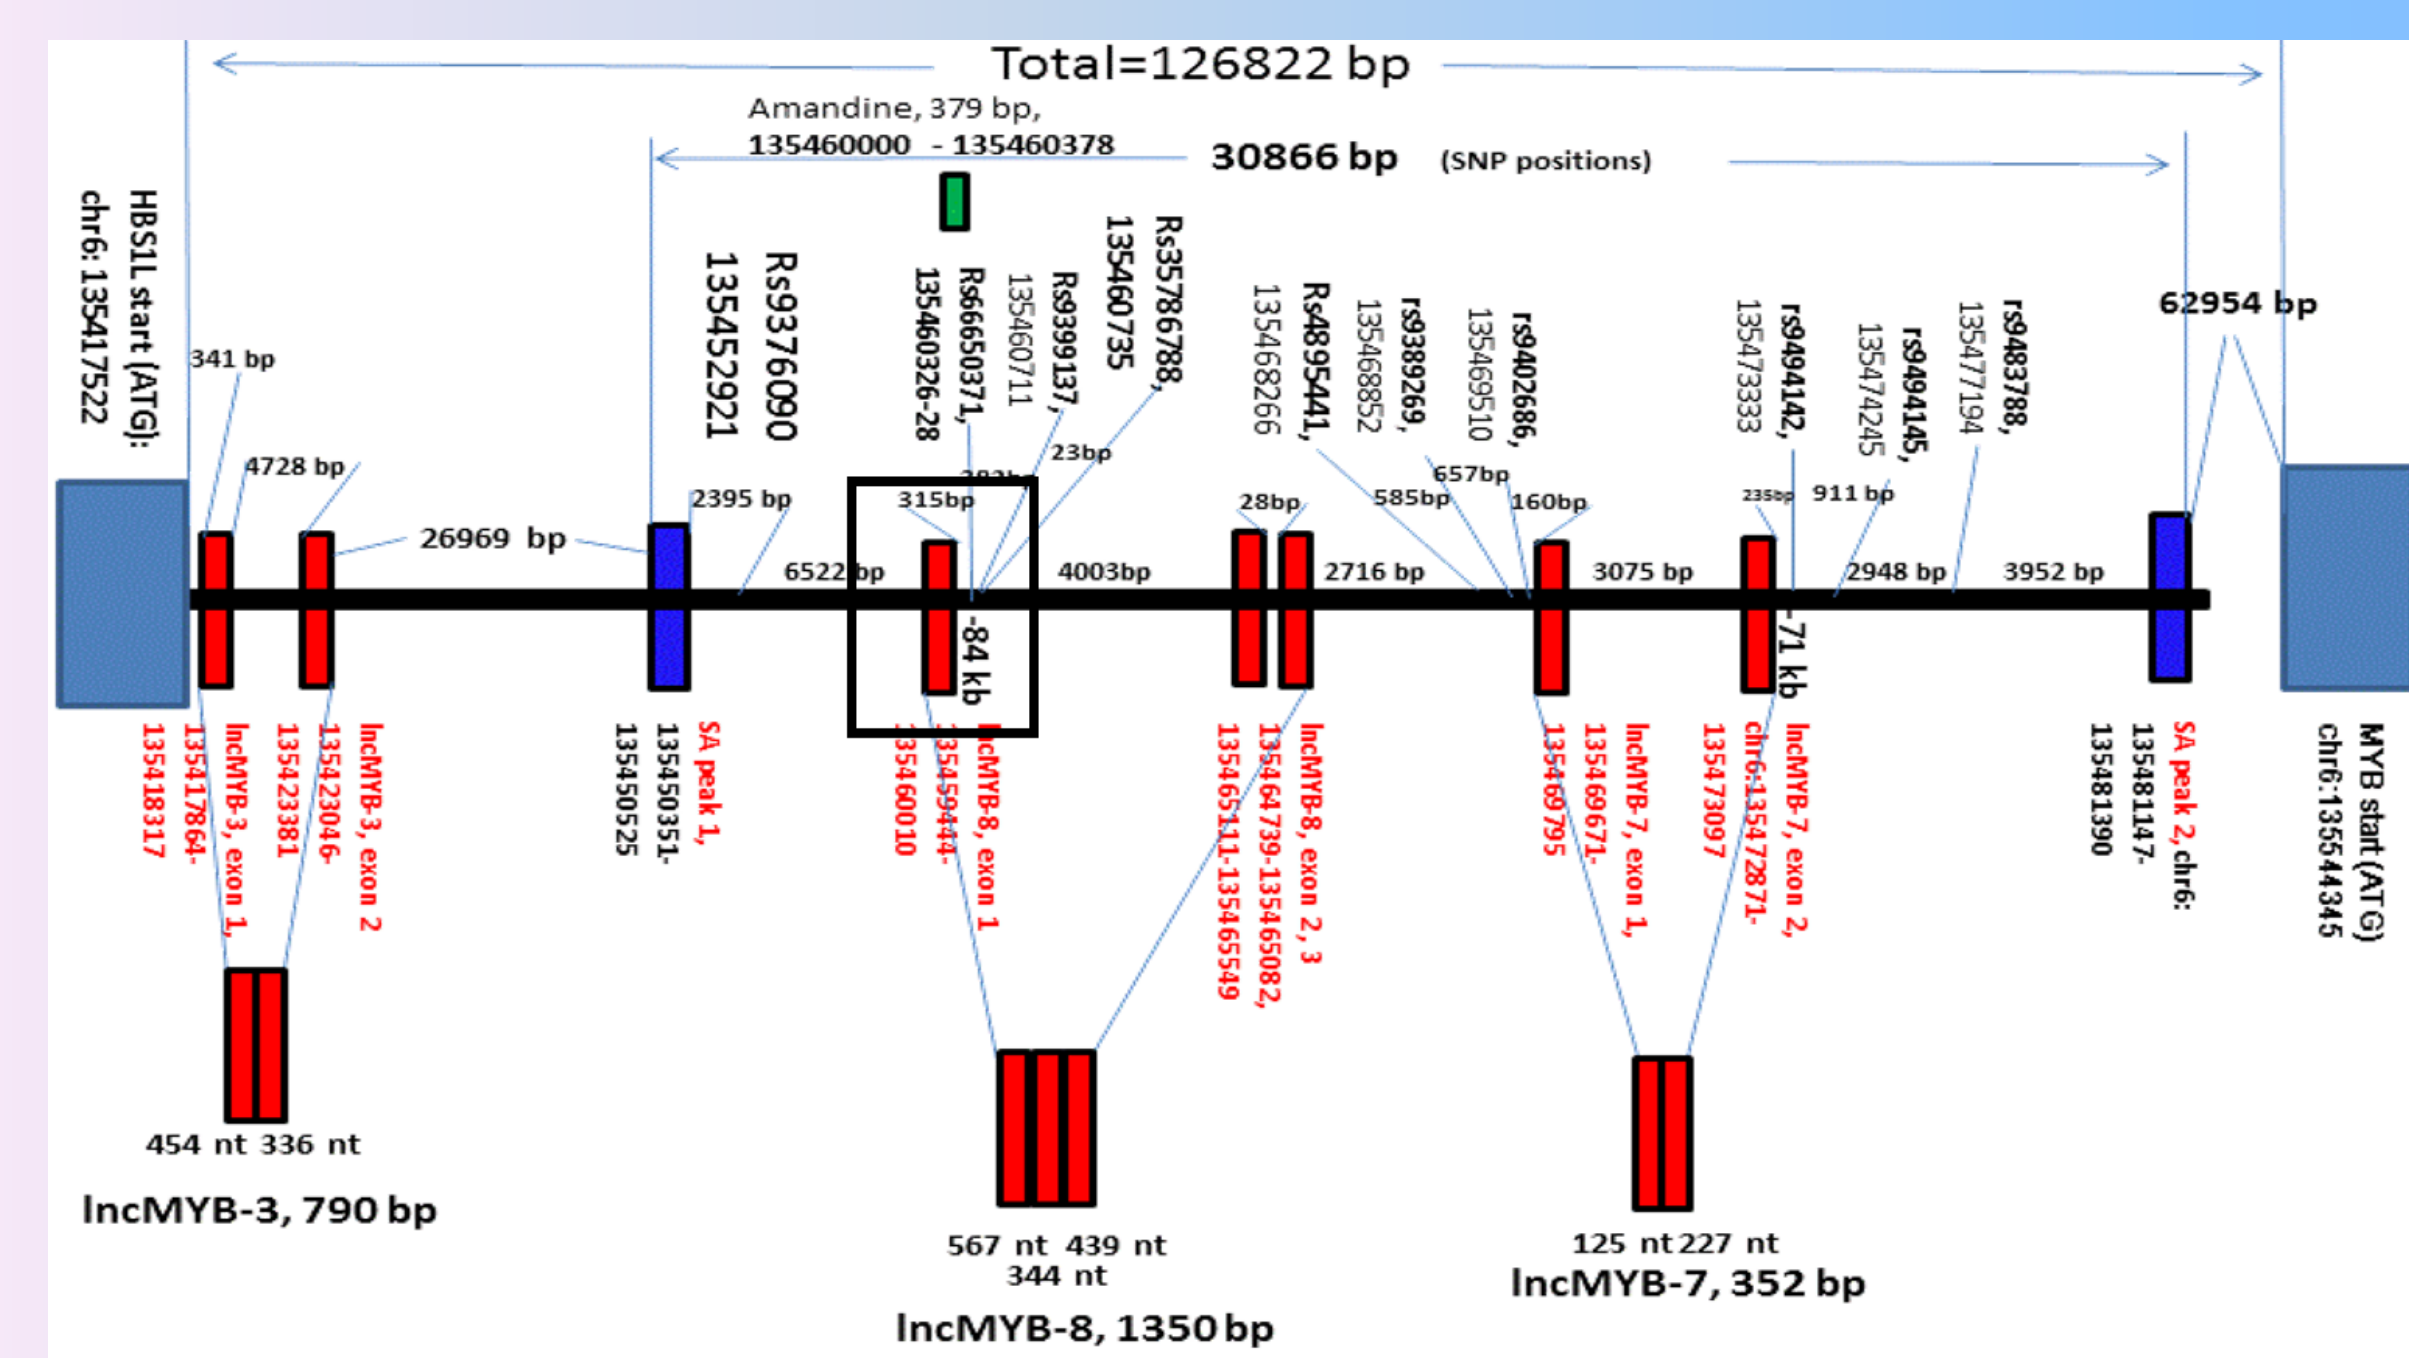 Total=126822 bp
Amandine, 379 bp,
135460000 - 135460378
30866 bp (SNP positions)
HBS1L start (ATG):
chr6: 135417522
Rs9376090
135452921
Rs66650371,
135460326-28
Rs9399137,
135460711
Rs35786788,
135460735
Rs4895441,
135468266
rs9389269,
135468852
rs9402686,
135469510
rs9494142,
135473333
rs9494145,
135474245
rs9483788,
135477194
62954 bp
341 bp
4728 bp
26969 bp
2395 bp
6522 bp
315bp
23bp
4003bp
28bp
2716 bp
585bp
657bp
160bp
3075 bp
235bp
911 bp
2948 bp
3952 bp
-84 kb
-71 kb
lncMYB-3, exon 1,
135417864-
135418317
lncMYB-3, exon 2
135423046-
135423381
SA peak 1,
135450351-
135450525
lncMYB-8, exon 1
135459444-
135460010
lncMYB-8, exon 2, 3
135464739-135465082,
135465111-135465549
lncMYB-7, exon 1,
135469671-
135469795
lncMYB-7, exon 2,
chr6:135472871-
135473097
SA peak 2, chr6:
135481147-
135481390
MYB start (ATG)
chr6:135544345
454 nt 336 nt
lncMYB-3, 790 bp
567 nt 439 nt
344 nt
lncMYB-8, 1350 bp
125 nt 227 nt
lncMYB-7, 352 bp